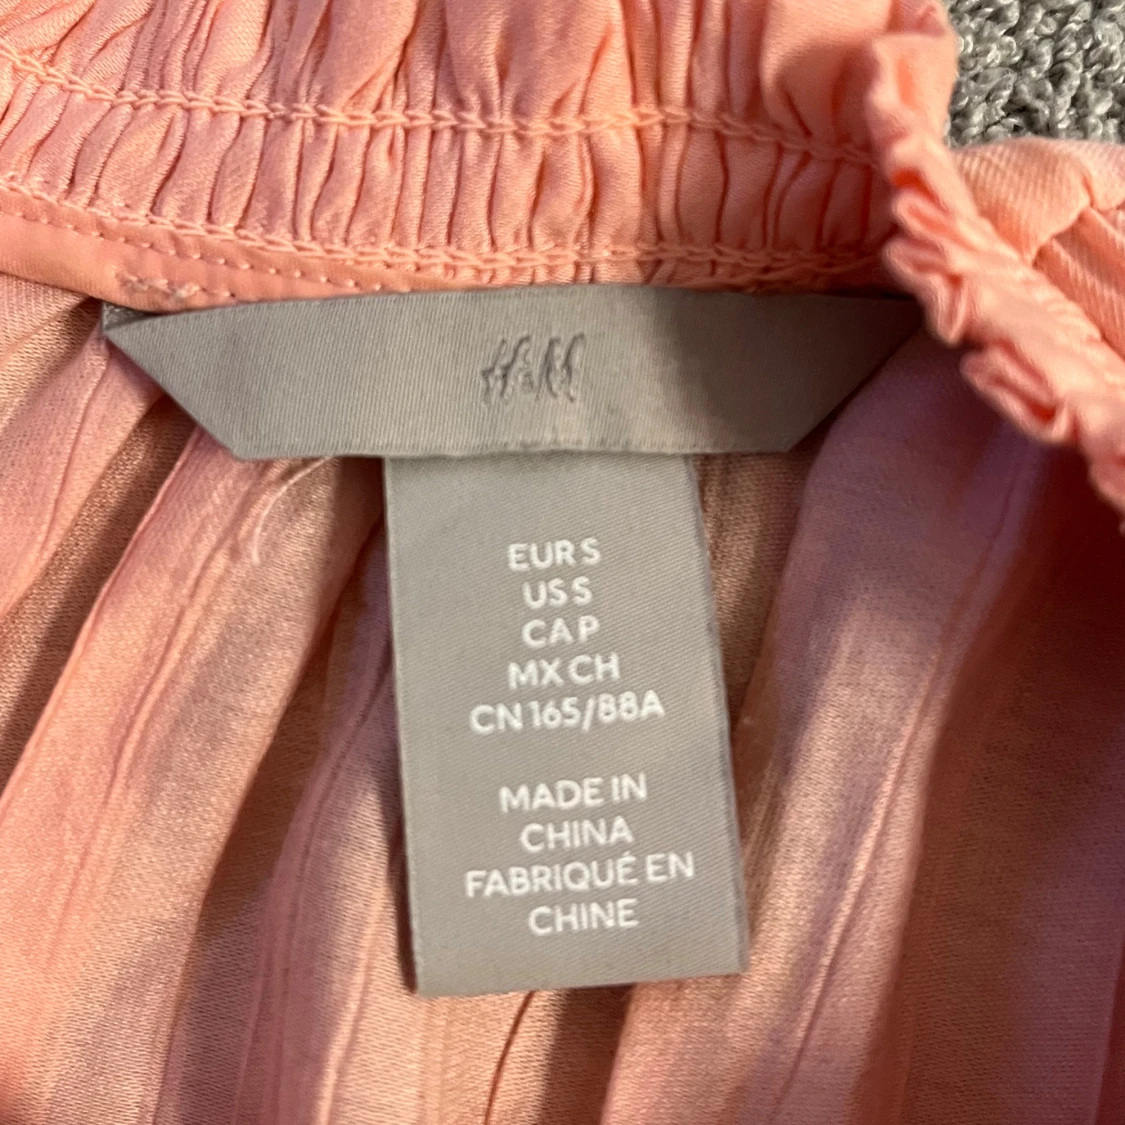 H&M
EUR S
US S
CA P
MX CH
CN 165/88A
MADE IN
CHINA
FABRIQUÉ EN
CHINE